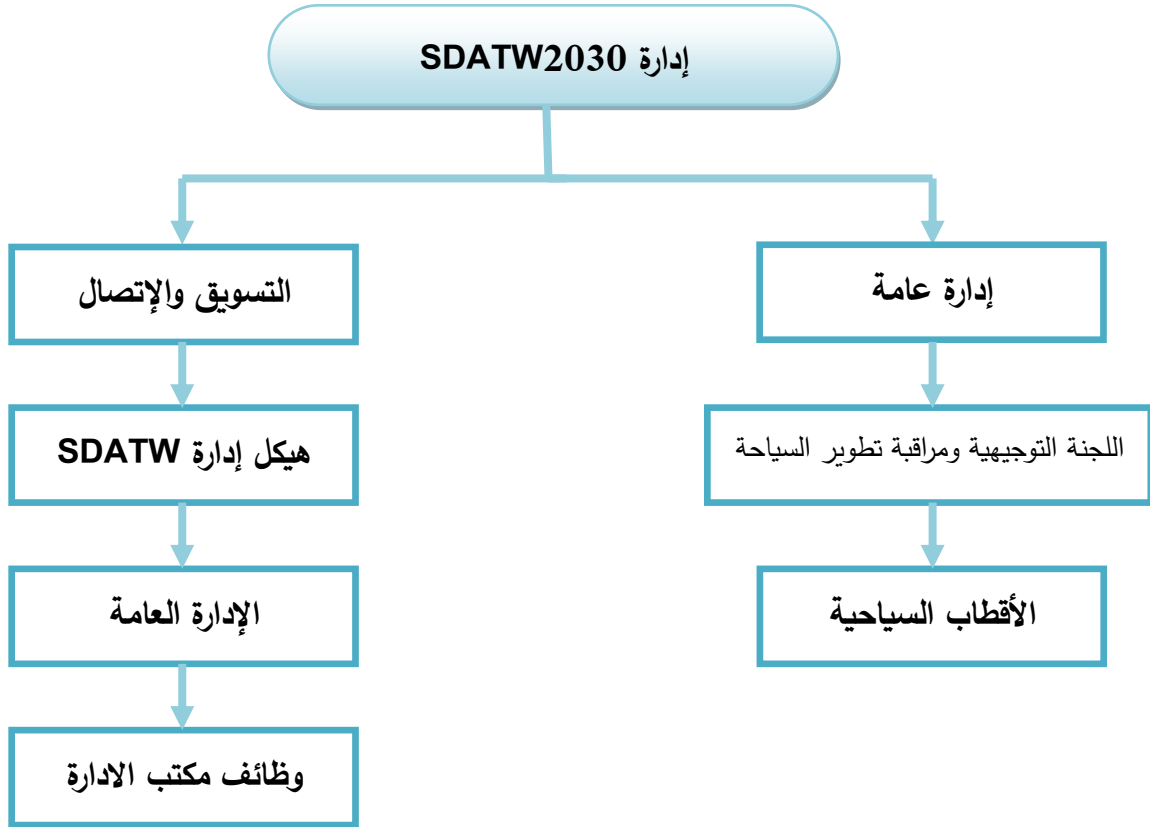 إدارة SDATW2030
إدارة عامة
التسويق والإتصال
اللجنة التوجيهية ومراقبة تطوير السياحة
هيكل إدارة SDATW
الأقطاب السياحية
الإدارة العامة
وظائف مكتب الادارة